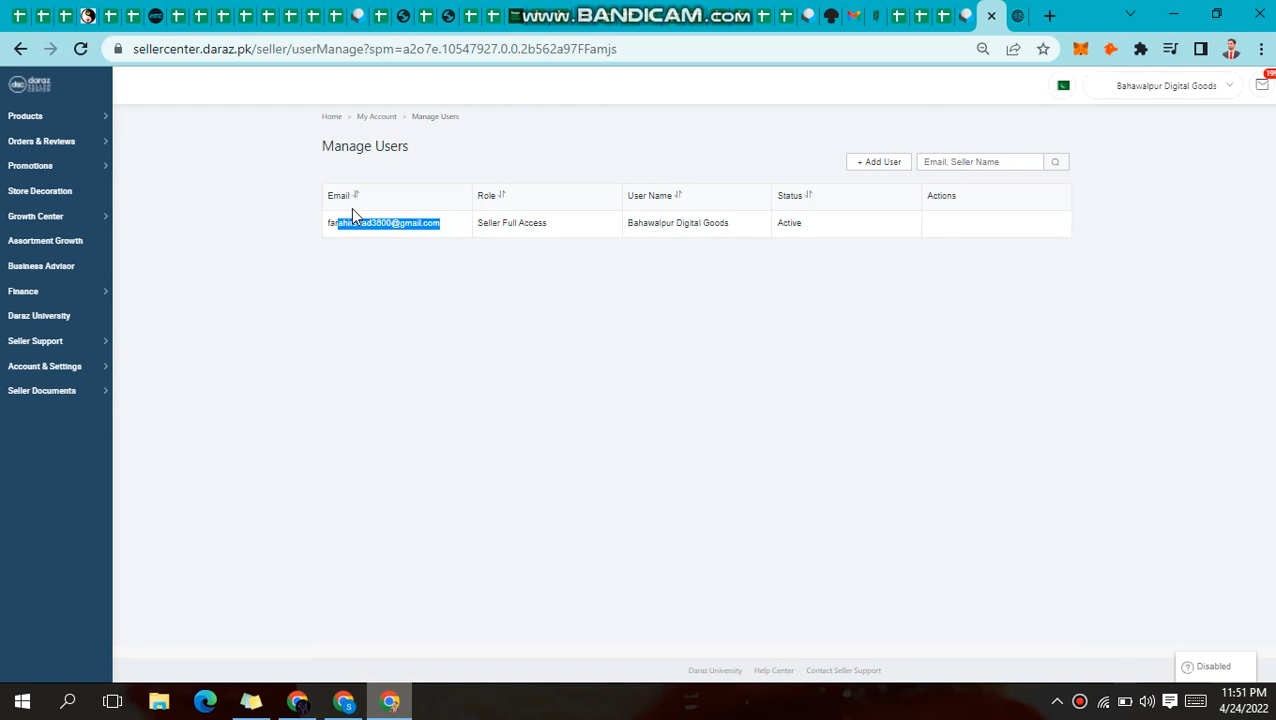 WWW.BANDICAM.COM
sellercenter.daraz.pk/seller/userManage?spm=a2o7e.10547927.0.0.2b562a97FFamjs
daraz
Bahawalpur Digital Goods
199
Products
Orders & Reviews
Promotions
Store Decoration
Growth Center
Assortment Growth
Business Advisor
Finance
Daraz University
Seller Support
Account & Settings
Seller Documents
Home > My Account > Manage Users
Manage Users
+ Add User
Email, Seller Name
Email Role User Name Status Actions
Seller Full Access Bahawalpur Digital Goods Active
Daraz University Help Center Contact Seller Support
Disabled
11:51 PM
4/24/2022